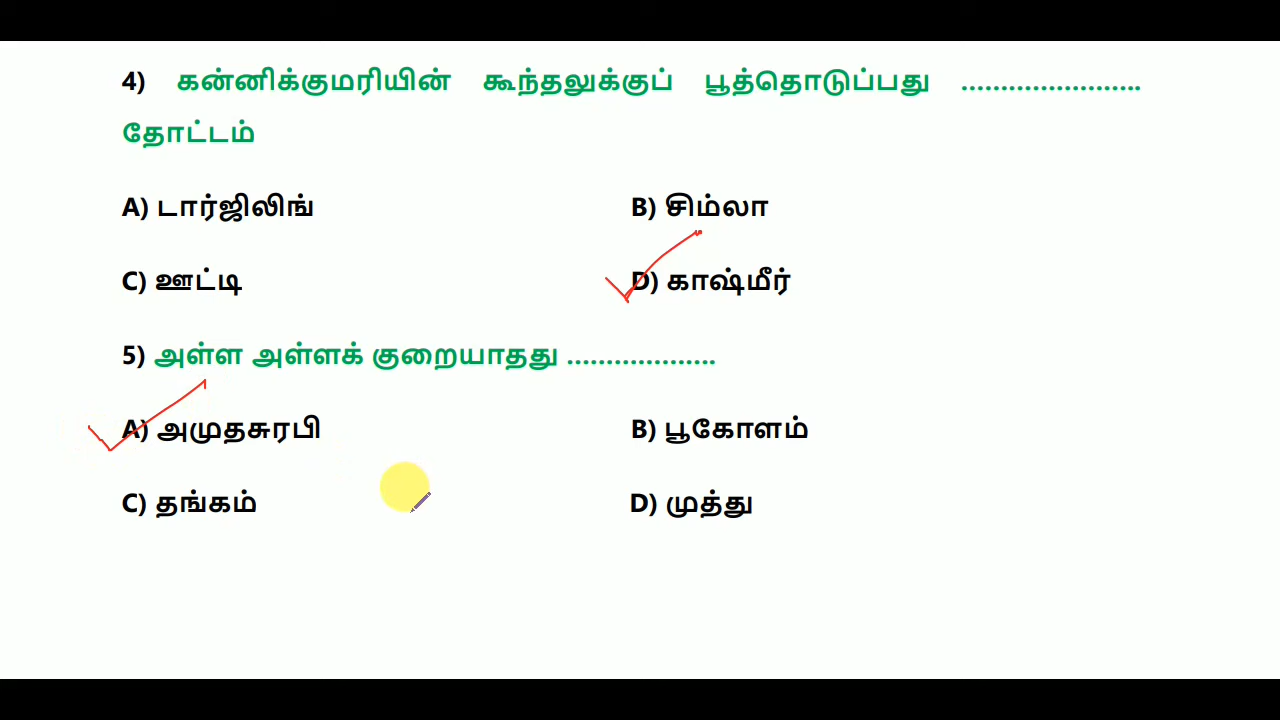 4) கன்னிக்குமரியின் கூந்தலுக்குப் பூத்தொடுப்பது .......................
தோட்டம்
A) டார்ஜிலிங் B) சிம்லா
C) ஊட்டி D) காஷ்மீர்
5) அள்ள அள்ளக் குறையாதது ...................
A) அமுதசுரபி B) பூகோளம்
C) தங்கம் D) முத்து